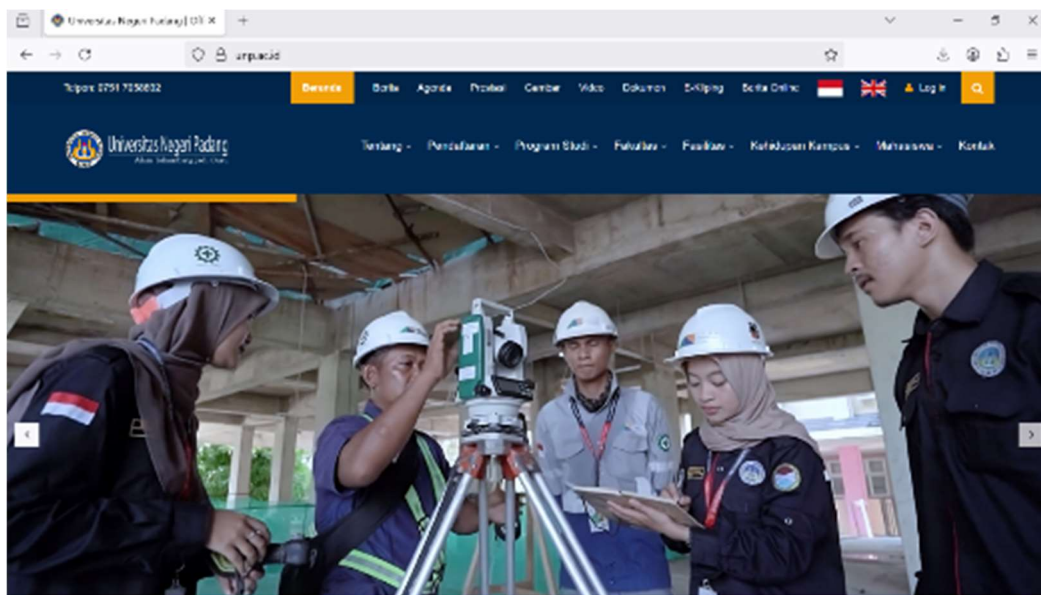 Universitas Negeri Padang | Off
unp.ac.id
Telpon: 0751 7058692
Beranda Berita Agenda Prestasi Gambar Video Dokumen E-Kliping Berita Online Log In
Universitas Negeri Padang
Tentang Pendaftaran Program Studi Fakultas Fasilitas Kehidupan Kampus Mahasiswa Kontak